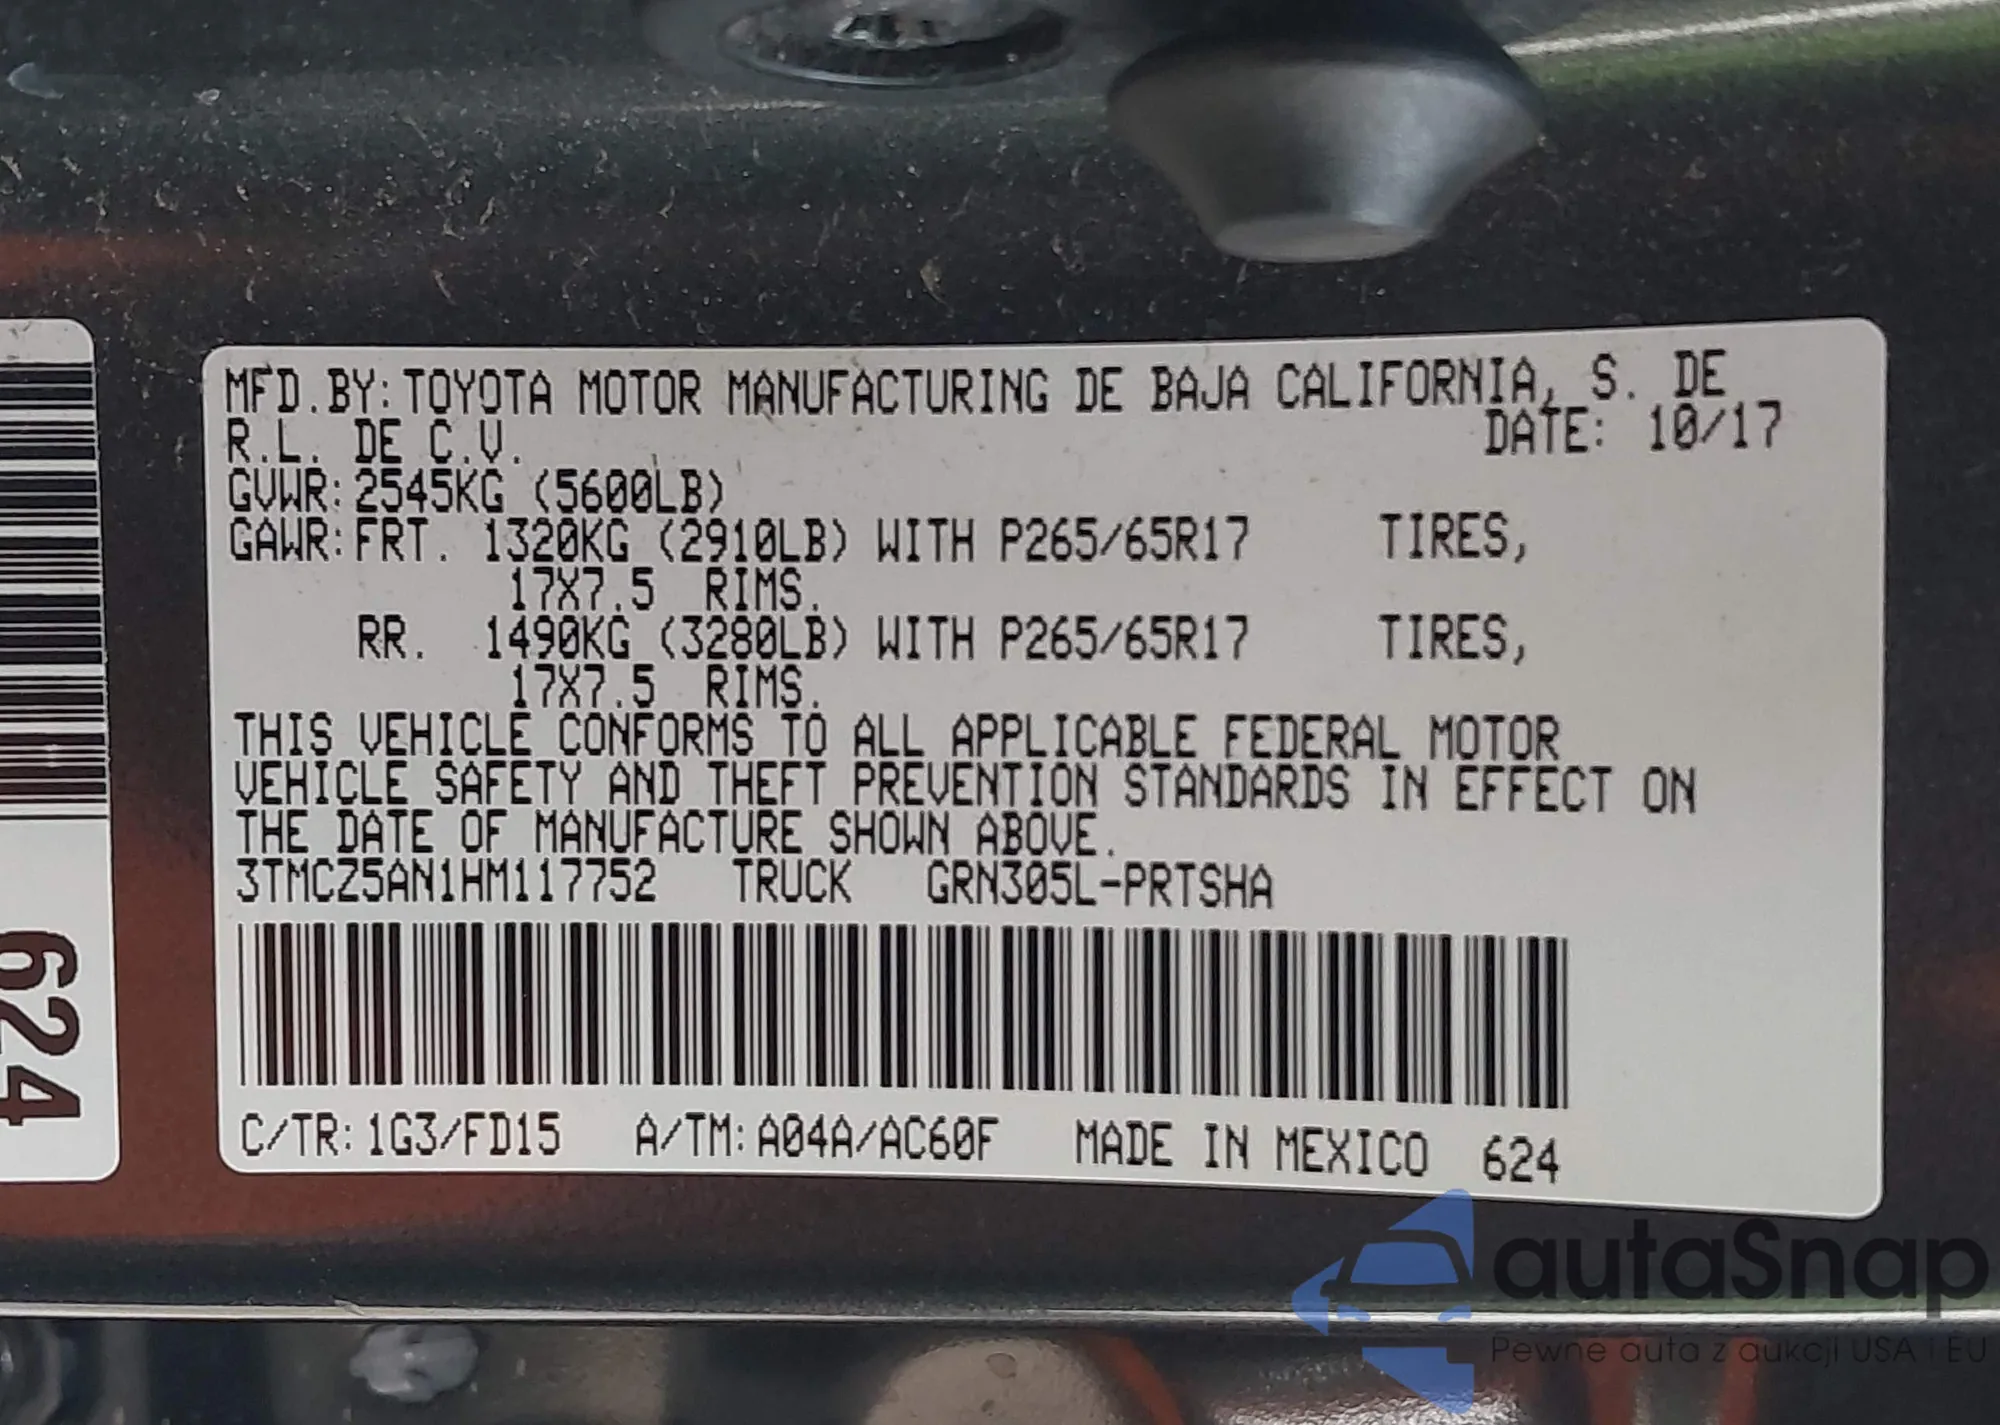 MFD.BY:TOYOTA MOTOR MANUFACTURING DE BAJA CALIFORNIA, S. DE
R.L. DE C.V.
DATE: 10/17
GVWR:2545KG (5600LB)
GAWR:FRT. 1320KG (2910LB) WITH P265/65R17 TIRES,
17X7.5 RIMS.
RR. 1490KG (3280LB) WITH P265/65R17 TIRES,
17X7.5 RIMS.
THIS VEHICLE CONFORMS TO ALL APPLICABLE FEDERAL MOTOR
VEHICLE SAFETY AND THEFT PREVENTION STANDARDS IN EFFECT ON
THE DATE OF MANUFACTURE SHOWN ABOVE.
3TMCZ5AN1HM117752 TRUCK GRN305L-PRTSHA
C/TR:1G3/FD15 A/TM:A04A/AC60F MADE IN MEXICO 624
624
autaSnap
Pewne auta z aukcji USA i EU